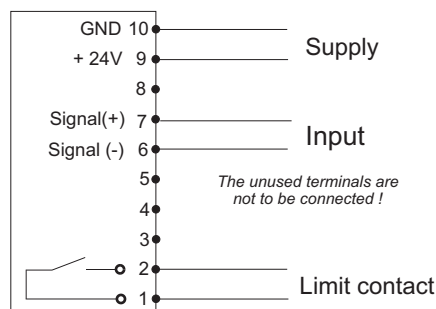 GND 10
+ 24V 9
Supply
8
Signal(+) 7
Input
Signal (-) 6
5
The unused terminals are
not to be connected !
4
3
2
Limit contact
1